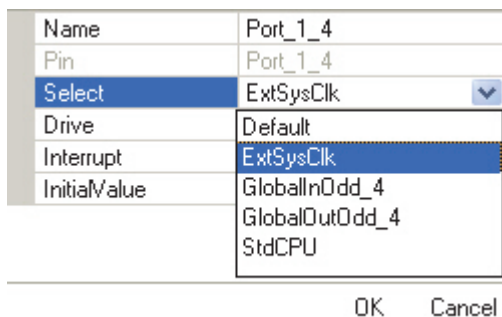 Name Port_1_4
Pin Port_1_4
Select ExtSysClk
Drive Default
Interrupt ExtSysClk
InitialValue GlobalInOdd_4
GlobalOutOdd_4
StdCPU
OK Cancel